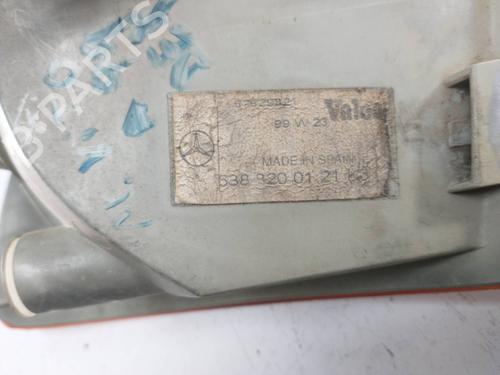 B-PARTS
99 W 23 Valeo
MADE IN SPAIN
638 820 01 21